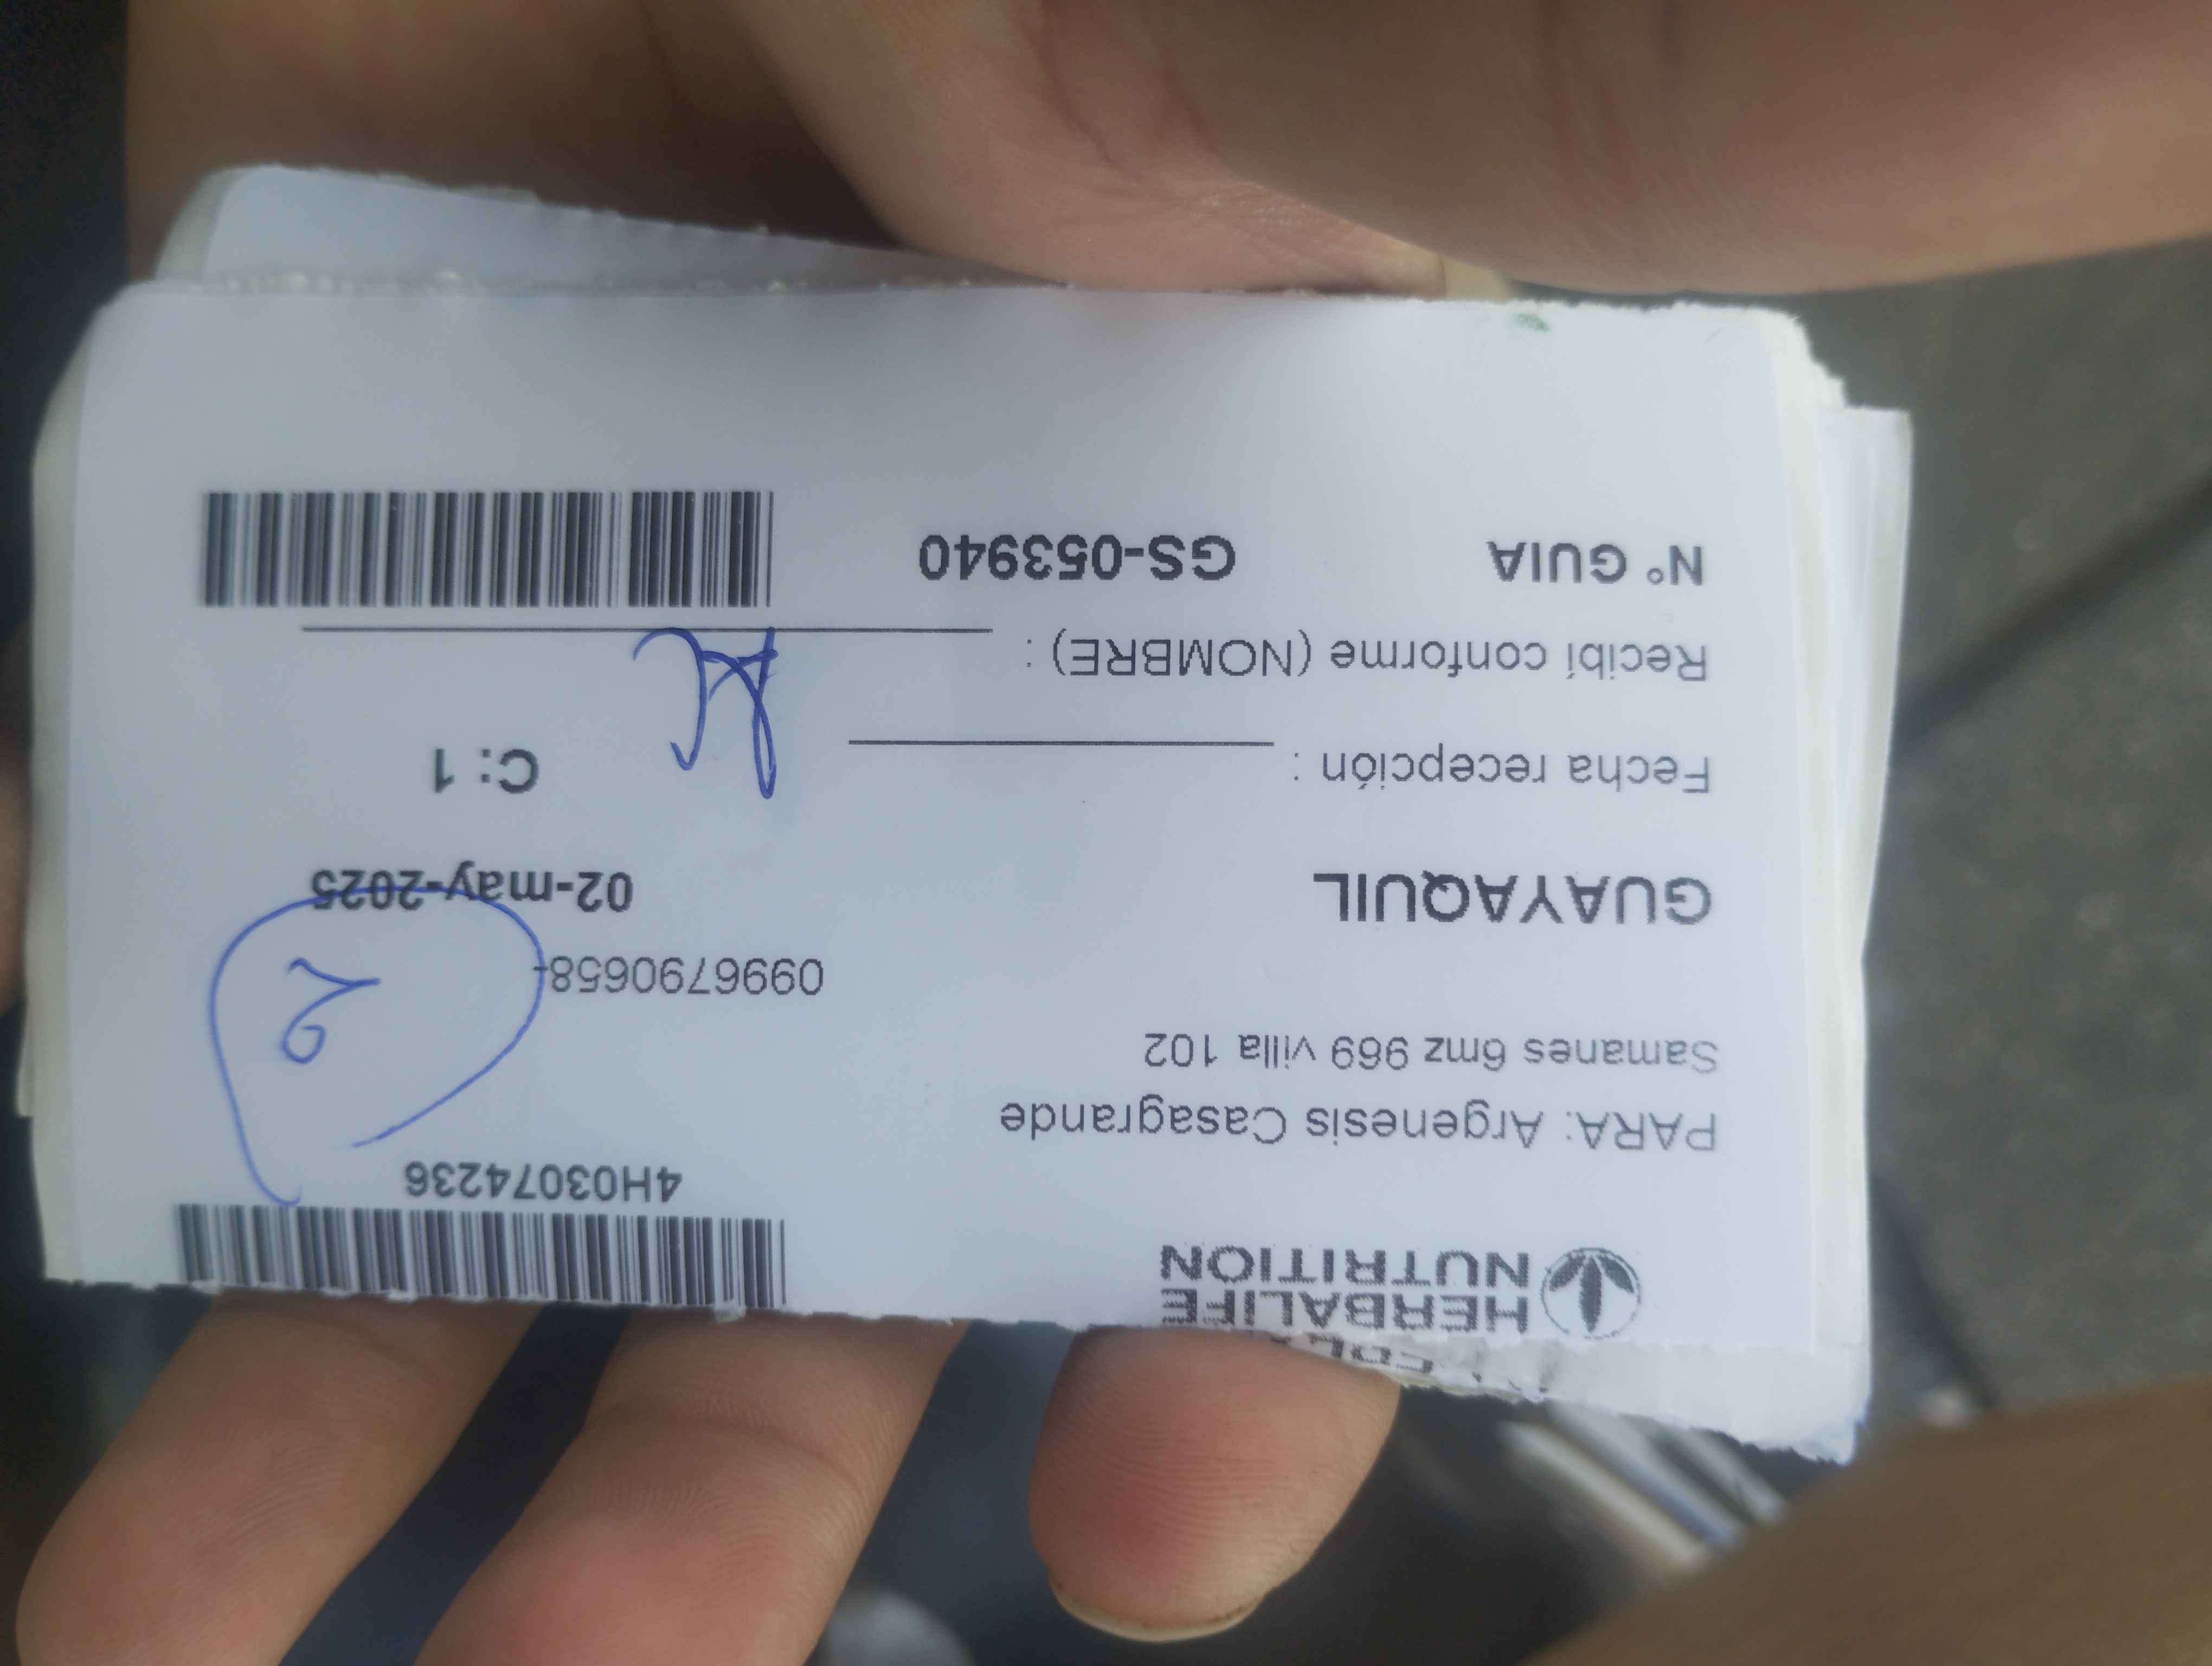 HERBALIFE
NUTRITION
4H03074236
PARA: Argenesis Casagrande
Samanes 6mz 969 villa 102
0996790658-
2
GUAYAQUIL
02-may-2025
Fecha recepción :
C: 1
Recibí conforme (NOMBRE) :
N° GUIA GS-053940